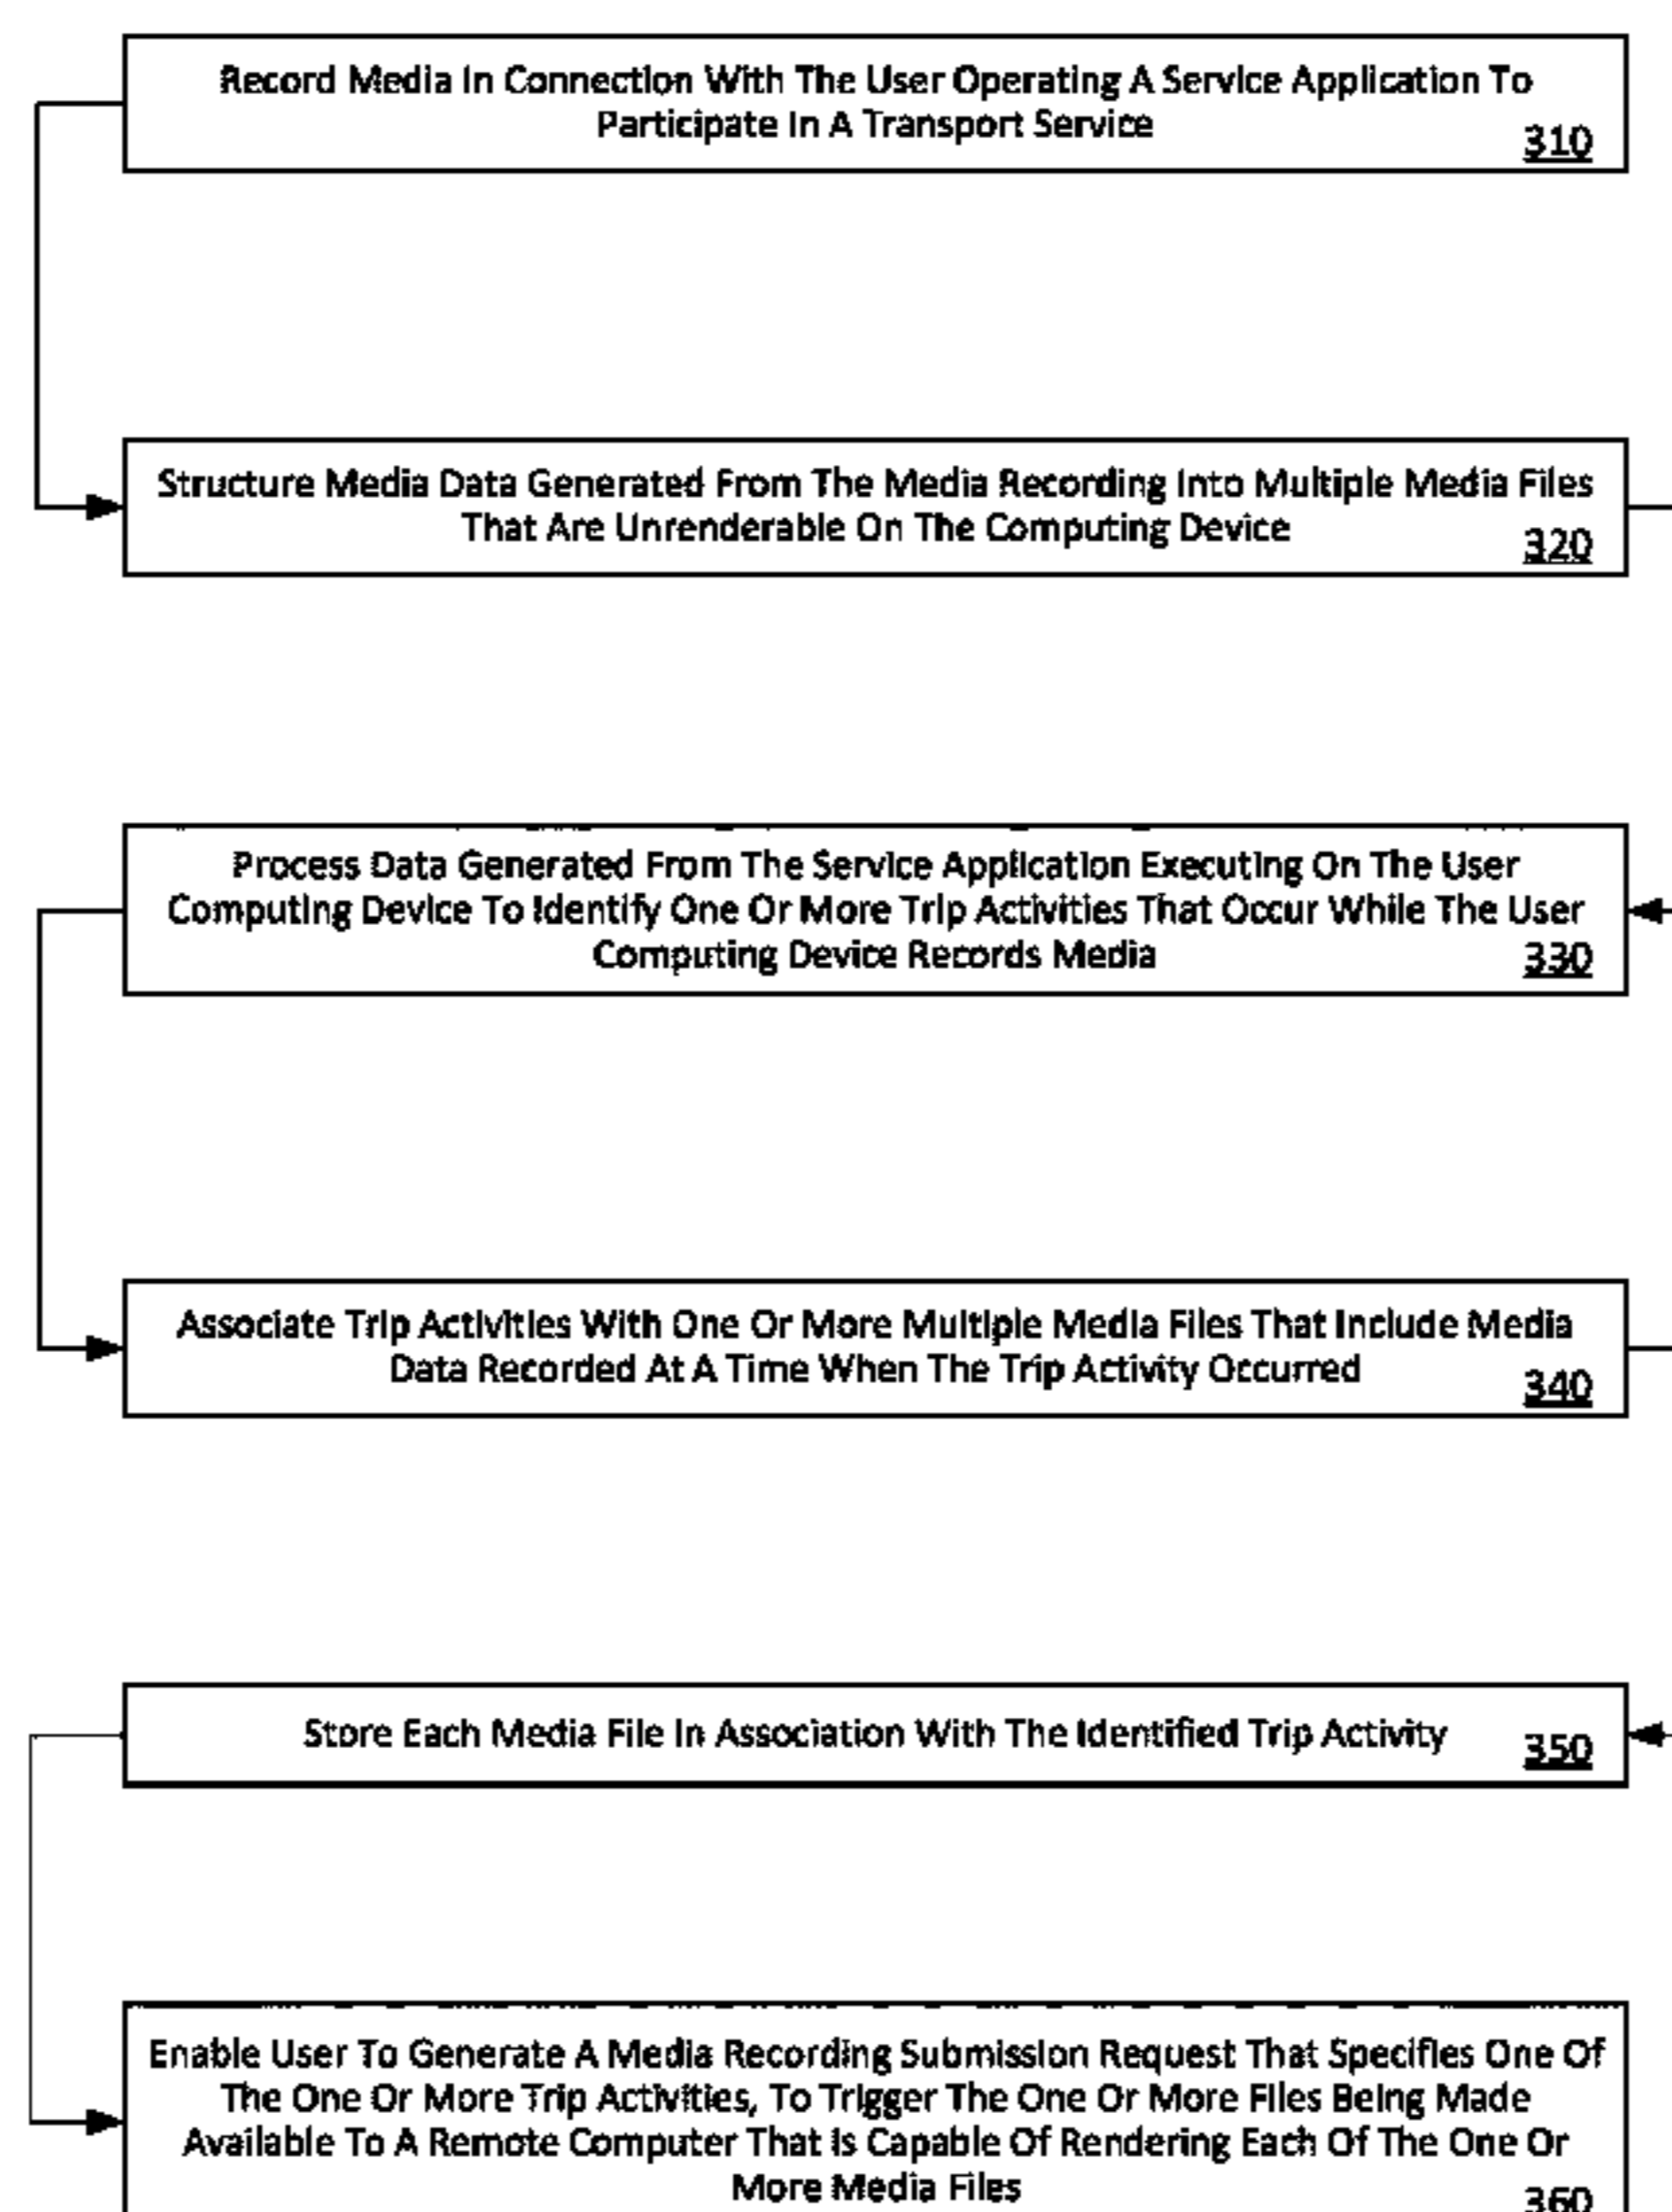 Record Media In Connection With The User Operating A Service Application To
Participate In A Transport Service
310
Structure Media Data Generated From The Media Recording Into Multiple Media Files
That Are Unrenderable On The Computing Device
320
Process Data Generated From The Service Application Executing On The User
Computing Device To Identify One Or More Trip Activities That Occur While The User
Computing Device Records Media
330
Associate Trip Activities With One Or More Multiple Media Files That Include Media
Data Recorded At A Time When The Trip Activity Occurred
340
Store Each Media File In Association With The Identified Trip Activity
350
Enable User To Generate A Media Recording Submission Request That Specifies One Of
The One Or More Trip Activities, To Trigger The One Or More Files Being Made
Available To A Remote Computer That Is Capable Of Rendering Each Of The One Or
More Media Files
360